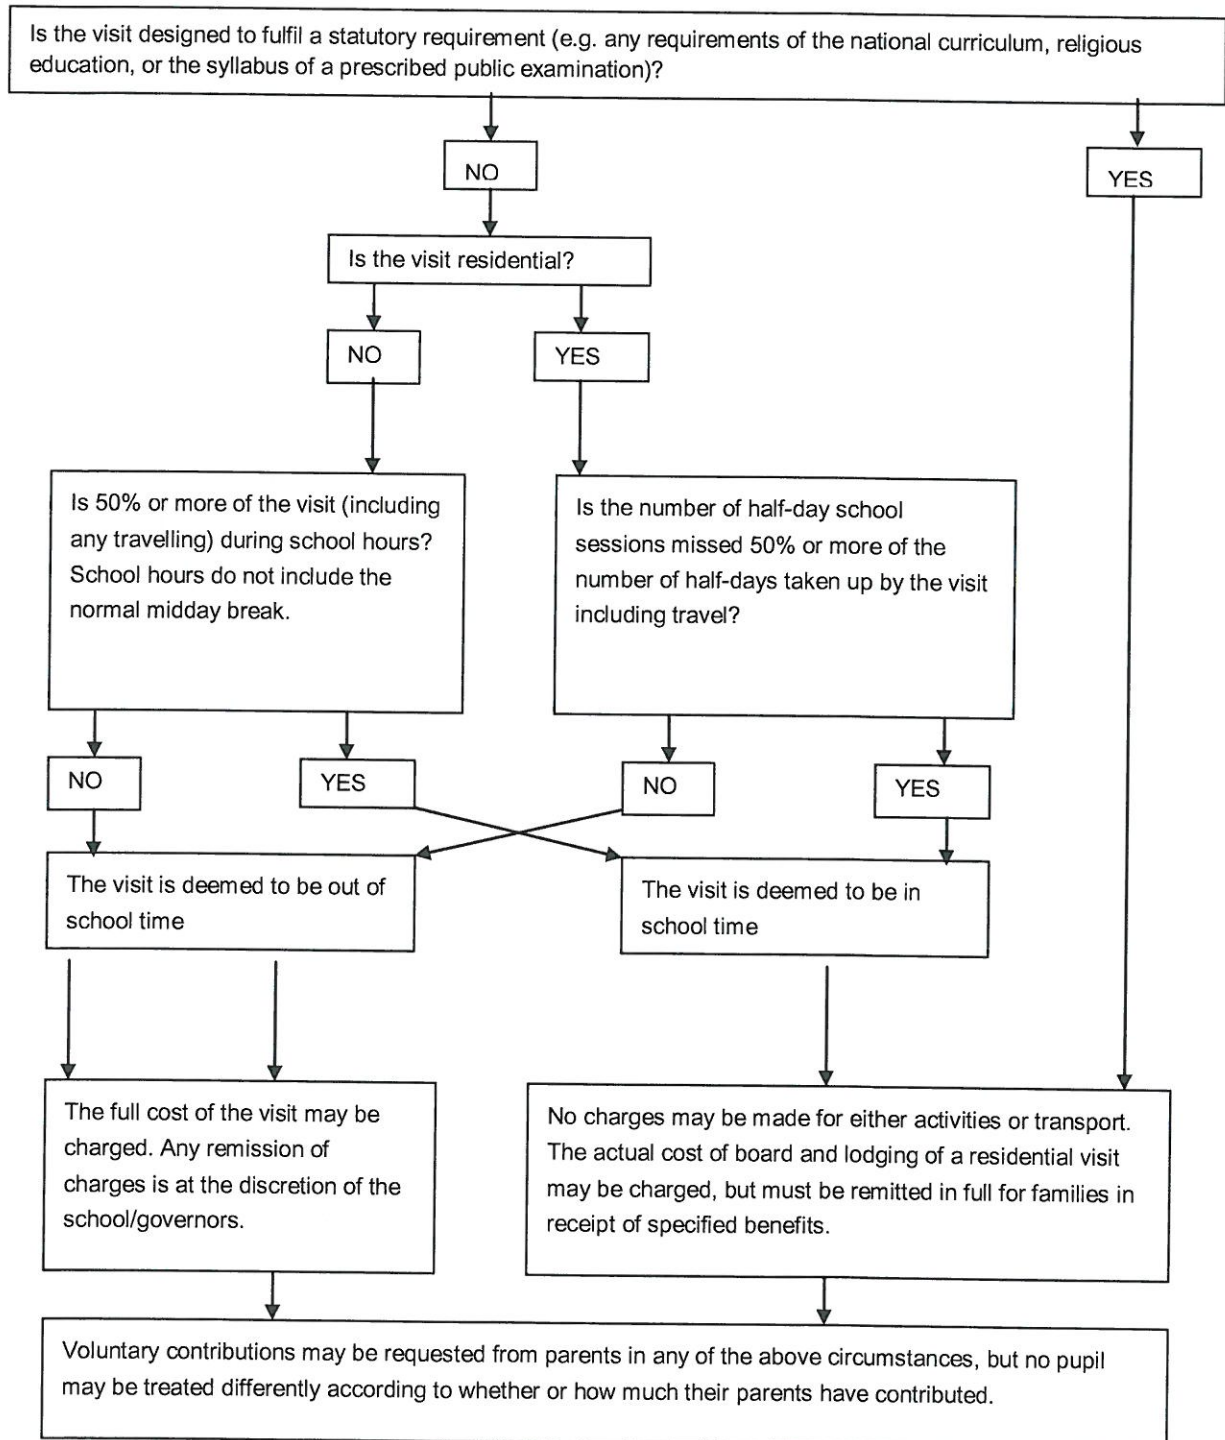 Is the visit designed to fulfil a statutory requirement (e.g. any requirements of the national curriculum, religious
education, or the syllabus of a prescribed public examination)?
NO
YES
Is the visit residential?
NO
YES
Is 50% or more of the visit (including
any travelling) during school hours?
School hours do not include the
normal midday break.
Is the number of half-day school
sessions missed 50% or more of the
number of half-days taken up by the visit
including travel?
NO
YES
NO
YES
The visit is deemed to be out of
school time
The visit is deemed to be in
school time
The full cost of the visit may be
charged. Any remission of
charges is at the discretion of the
school/governors.
No charges may be made for either activities or transport.
The actual cost of board and lodging of a residential visit
may be charged, but must be remitted in full for families in
receipt of specified benefits.
Voluntary contributions may be requested from parents in any of the above circumstances, but no pupil
may be treated differently according to whether or how much their parents have contributed.